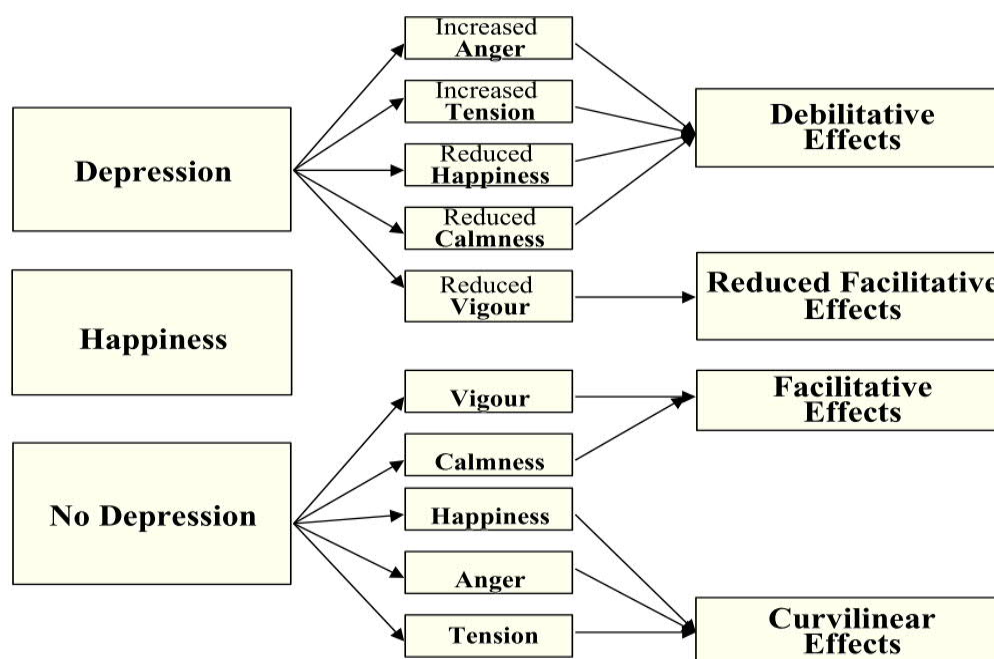 Depression
Happiness
No Depression
Increased
Anger
Increased
Tension
Reduced
Happiness
Reduced
Calmness
Reduced
Vigour
Vigour
Calmness
Happiness
Anger
Tension
Debilitative
Effects
Reduced Facilitative
Effects
Facilitative
Effects
Curvilinear
Effects